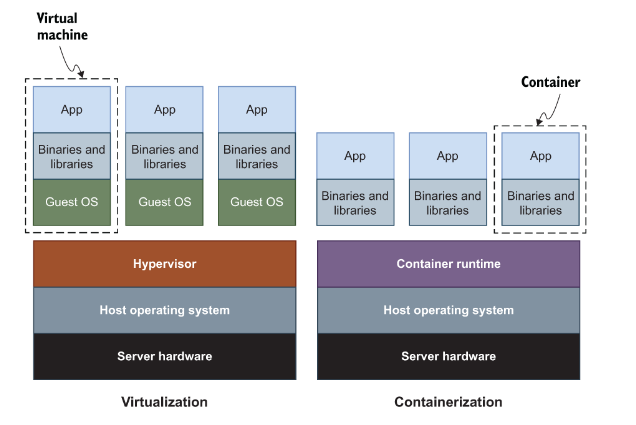 Virtual
machine
Container
App
App
App
Binaries and
libraries
Binaries and
libraries
Binaries and
libraries
Guest OS
Guest OS
Guest OS
Hypervisor
Host operating system
Server hardware
Virtualization
App
App
App
Binaries and
libraries
Binaries and
libraries
Binaries and
libraries
Container runtime
Host operating system
Server hardware
Containerization